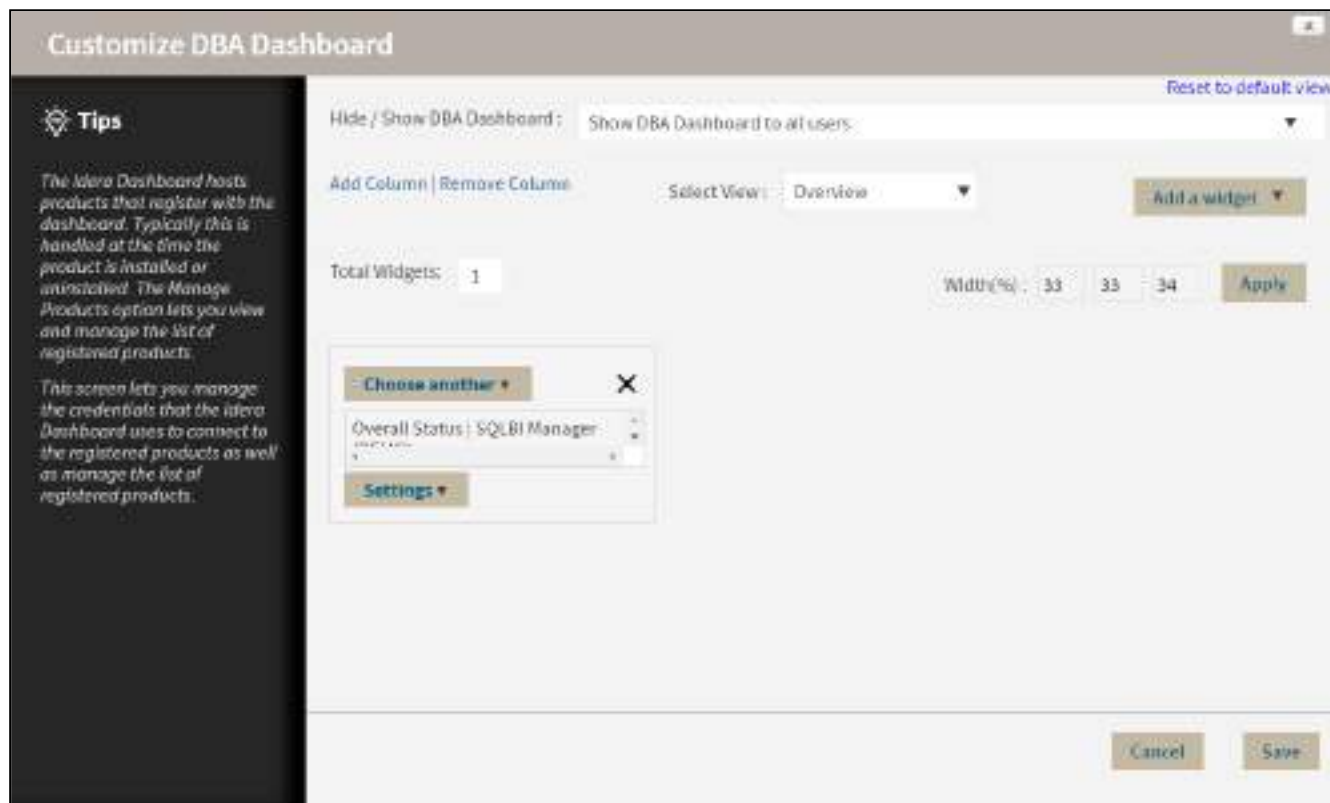 Customize DBA Dashboard
x
Reset to default view
Tips
The Idera Dashboard hosts
products that register with the
dashboard. Typically this is
handled at the time the
product is installed or
uninstalled. The Manage
Products option lets you view
and manage the list of
registered products.
This screen lets you manage
the credentials that the Idera
Dashboard uses to connect to
the registered products as well
as manage the list of
registered products.
Hide / Show DBA Dashboard :
Show DBA Dashboard to all users
Add Column | Remove Column
Select View :
Overview
Add a widget
Total Widgets:
1
Width(%) :
33
33
34
Apply
Choose another
Overall Status | SQLBI Manager
Settings
Cancel
Save